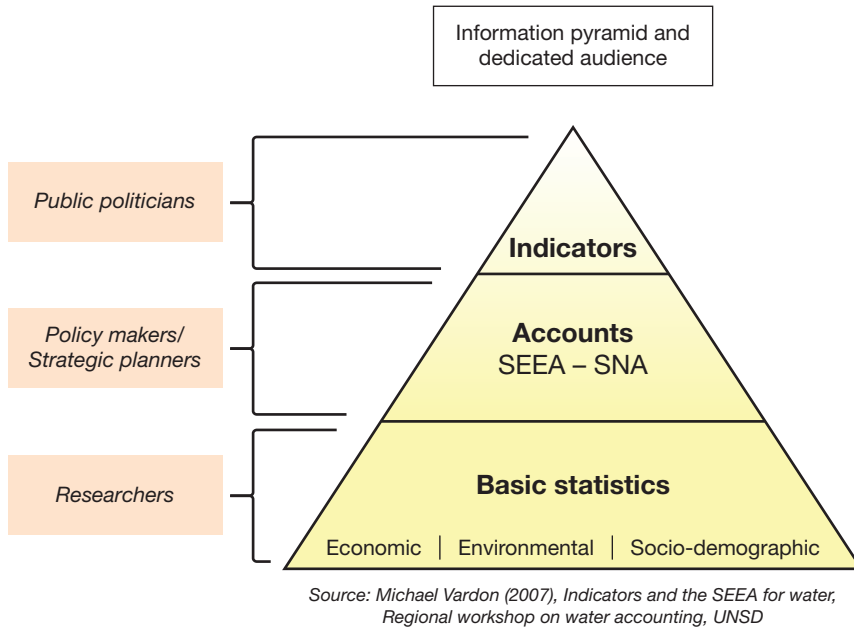 Information pyramid and
dedicated audience
Public politicians
Indicators
Policy makers/
Strategic planners
Accounts
SEEA – SNA
Researchers
Basic statistics
Economic | Environmental | Socio-demographic
Source: Michael Vardon (2007), Indicators and the SEEA for water,
Regional workshop on water accounting, UNSD